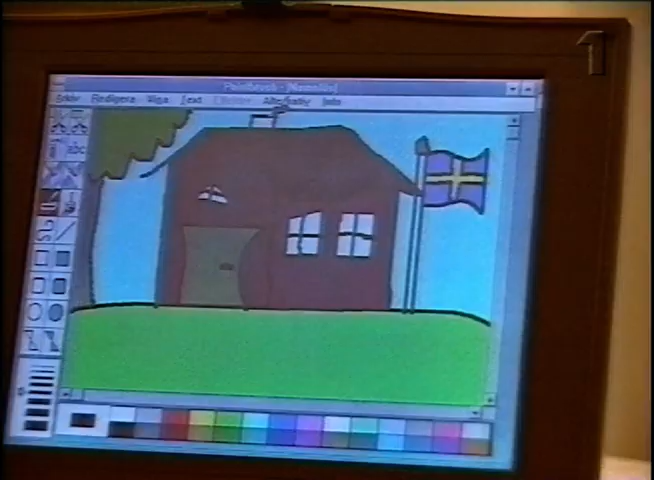 Paintbrush - [Namnlös]
Arkiv Redigera Visa Text Alternativ Info
abc